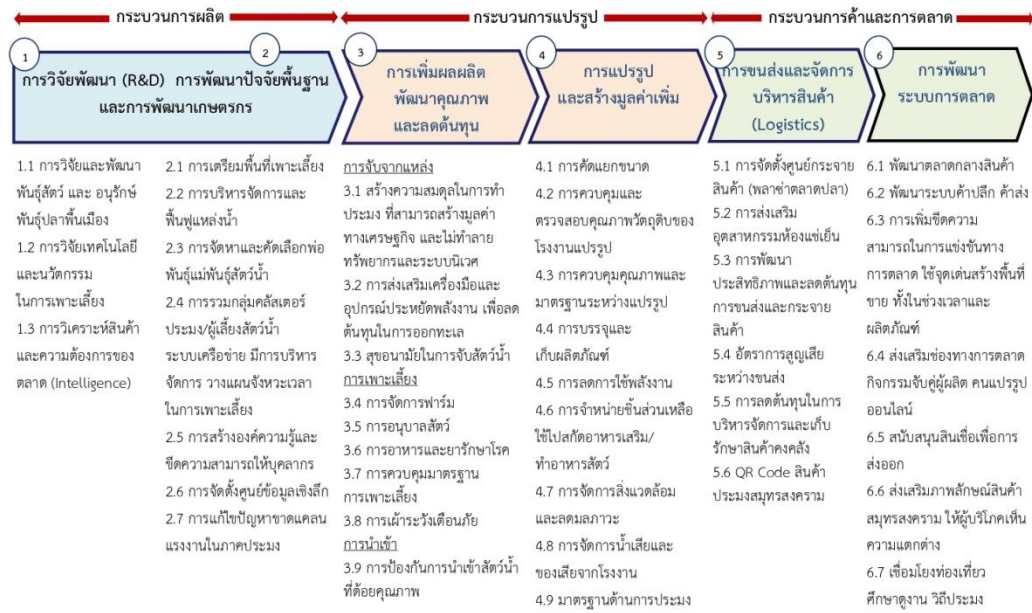 กระบวนการผลิต
กระบวนการแปรรูป
กระบวนการค้าและการตลาด
1
การวิจัยพัฒนา (R&D) การพัฒนาปัจจัยพื้นฐาน
และการพัฒนาเกษตรกร
2
3
การเพิ่มผลผลิต
พัฒนาคุณภาพ
และลดต้นทุน
4
การแปรรูป
และสร้างมูลค่าเพิ่ม
5
การขนส่งและจัดการ
บริหารสินค้า
(Logistics)
6
การพัฒนา
ระบบการตลาด
1.1 การวิจัยและพัฒนา
พันธุ์สัตว์ และ อนุรักษ์
พันธุ์ปลาพื้นเมือง
1.2 การวิจัยเทคโนโลยี
และนวัตกรรม
ในการเพาะเลี้ยง
1.3 การวิเคราะห์สินค้า
และความต้องการของ
ตลาด (Intelligence)
2.1 การเตรียมพื้นที่เพาะเลี้ยง
2.2 การบริหารจัดการและ
ฟื้นฟูแหล่งน้ำ
2.3 การจัดหาและคัดเลือกพ่อ
พันธุ์แม่พันธุ์สัตว์น้ำ
2.4 การรวมกลุ่มคลัสเตอร์
ประมง/ผู้เลี้ยงสัตว์น้ำ
ระบบเครือข่าย มีการบริหาร
จัดการ วางแผนจังหวะเวลา
ในการเพาะเลี้ยง
2.5 การสร้างองค์ความรู้และ
ขีดความสามารถให้บุคลากร
2.6 การจัดตั้งศูนย์ข้อมูลเชิงลึก
2.7 การแก้ไขปัญหาขาดแคลน
แรงงานในภาคประมง
การจับจากแหล่ง
3.1 สร้างความสมดุลในการทำ
ประมง ที่สามารถสร้างมูลค่า
ทางเศรษฐกิจ และไม่ทำลาย
ทรัพยากรและระบบนิเวศ
3.2 การส่งเสริมเครื่องมือและ
อุปกรณ์ประหยัดพลังงาน เพื่อลด
ต้นทุนในการออกทะเล
3.3 สุขอนามัยในการจับสัตว์น้ำ
การเพาะเลี้ยง
3.4 การจัดการฟาร์ม
3.5 การอนุบาลสัตว์
3.6 การอาหารและยารักษาโรค
3.7 การควบคุมมาตรฐาน
การเพาะเลี้ยง
3.8 การเฝ้าระวังเตือนภัย
การนำเข้า
3.9 การป้องกันการนำเข้าสัตว์น้ำ
ที่ด้อยคุณภาพ
4.1 การคัดแยกขนาด
4.2 การควบคุมและ
ตรวจสอบคุณภาพวัตถุดิบของ
โรงงานแปรรูป
4.3 การควบคุมคุณภาพและ
มาตรฐานระหว่างแปรรูป
4.4 การบรรจุและ
เก็บผลิตภัณฑ์
4.5 การลดการใช้พลังงาน
4.6 การจำหน่ายชิ้นส่วนเหลือ
ใช้ไปสกัดอาหารเสริม/
ทำอาหารสัตว์
4.7 การจัดการสิ่งแวดล้อม
และลดมลภาวะ
4.8 การจัดการน้ำเสียและ
ของเสียจากโรงงาน
4.9 มาตรฐานด้านการประมง
5.1 การจัดตั้งศูนย์กระจาย
สินค้า (พลาซ่าตลาดปลา)
5.2 การส่งเสริม
อุตสาหกรรมห้องแช่เย็น
5.3 การพัฒนา
ประสิทธิภาพและลดต้นทุน
การขนส่งและกระจาย
สินค้า
5.4 อัตราการสูญเสีย
ระหว่างขนส่ง
5.5 การลดต้นทุนในการ
บริหารจัดการและเก็บ
รักษาสินค้าคงคลัง
5.6 QR Code สินค้า
ประมงสมุทรสงคราม
6.1 พัฒนาตลาดกลางสินค้า
6.2 พัฒนาระบบค้าปลีก ค้าส่ง
6.3 การเพิ่มขีดความ
สามารถในการแข่งขันทาง
การตลาด ใช้จุดเด่นสร้างพื้นที่
ขาย ทั้งในช่วงเวลาและ
ผลิตภัณฑ์
6.4 ส่งเสริมช่องทางการตลาด
กิจกรรมจับคู่ผู้ผลิต คนแปรรูป
ออนไลน์
6.5 สนับสนุนสินเชื่อเพื่อการ
ส่งออก
6.6 ส่งเสริมภาพลักษณ์สินค้า
สมุทรสงคราม ให้ผู้บริโภคเห็น
ความแตกต่าง
6.7 เชื่อมโยงท่องเที่ยว
ศึกษาดูงาน วิถีประมง